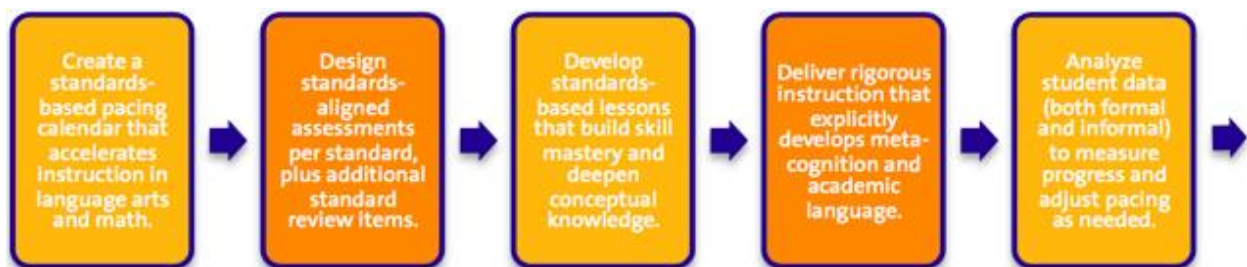 Create a
standards-
based pacing
calendar that
accelerates
instruction in
language arts
and math.
Design
standards-
aligned
assessments
per standard,
plus additional
standard
review items.
Develop
standards-
based lessons
that build skill
mastery and
deepen
conceptual
knowledge.
Deliver rigorous
instruction that
explicitly
develops meta-
cognition and
academic
language.
Analyze
student data
(both formal
and informal)
to measure
progress and
adjust pacing
as needed.